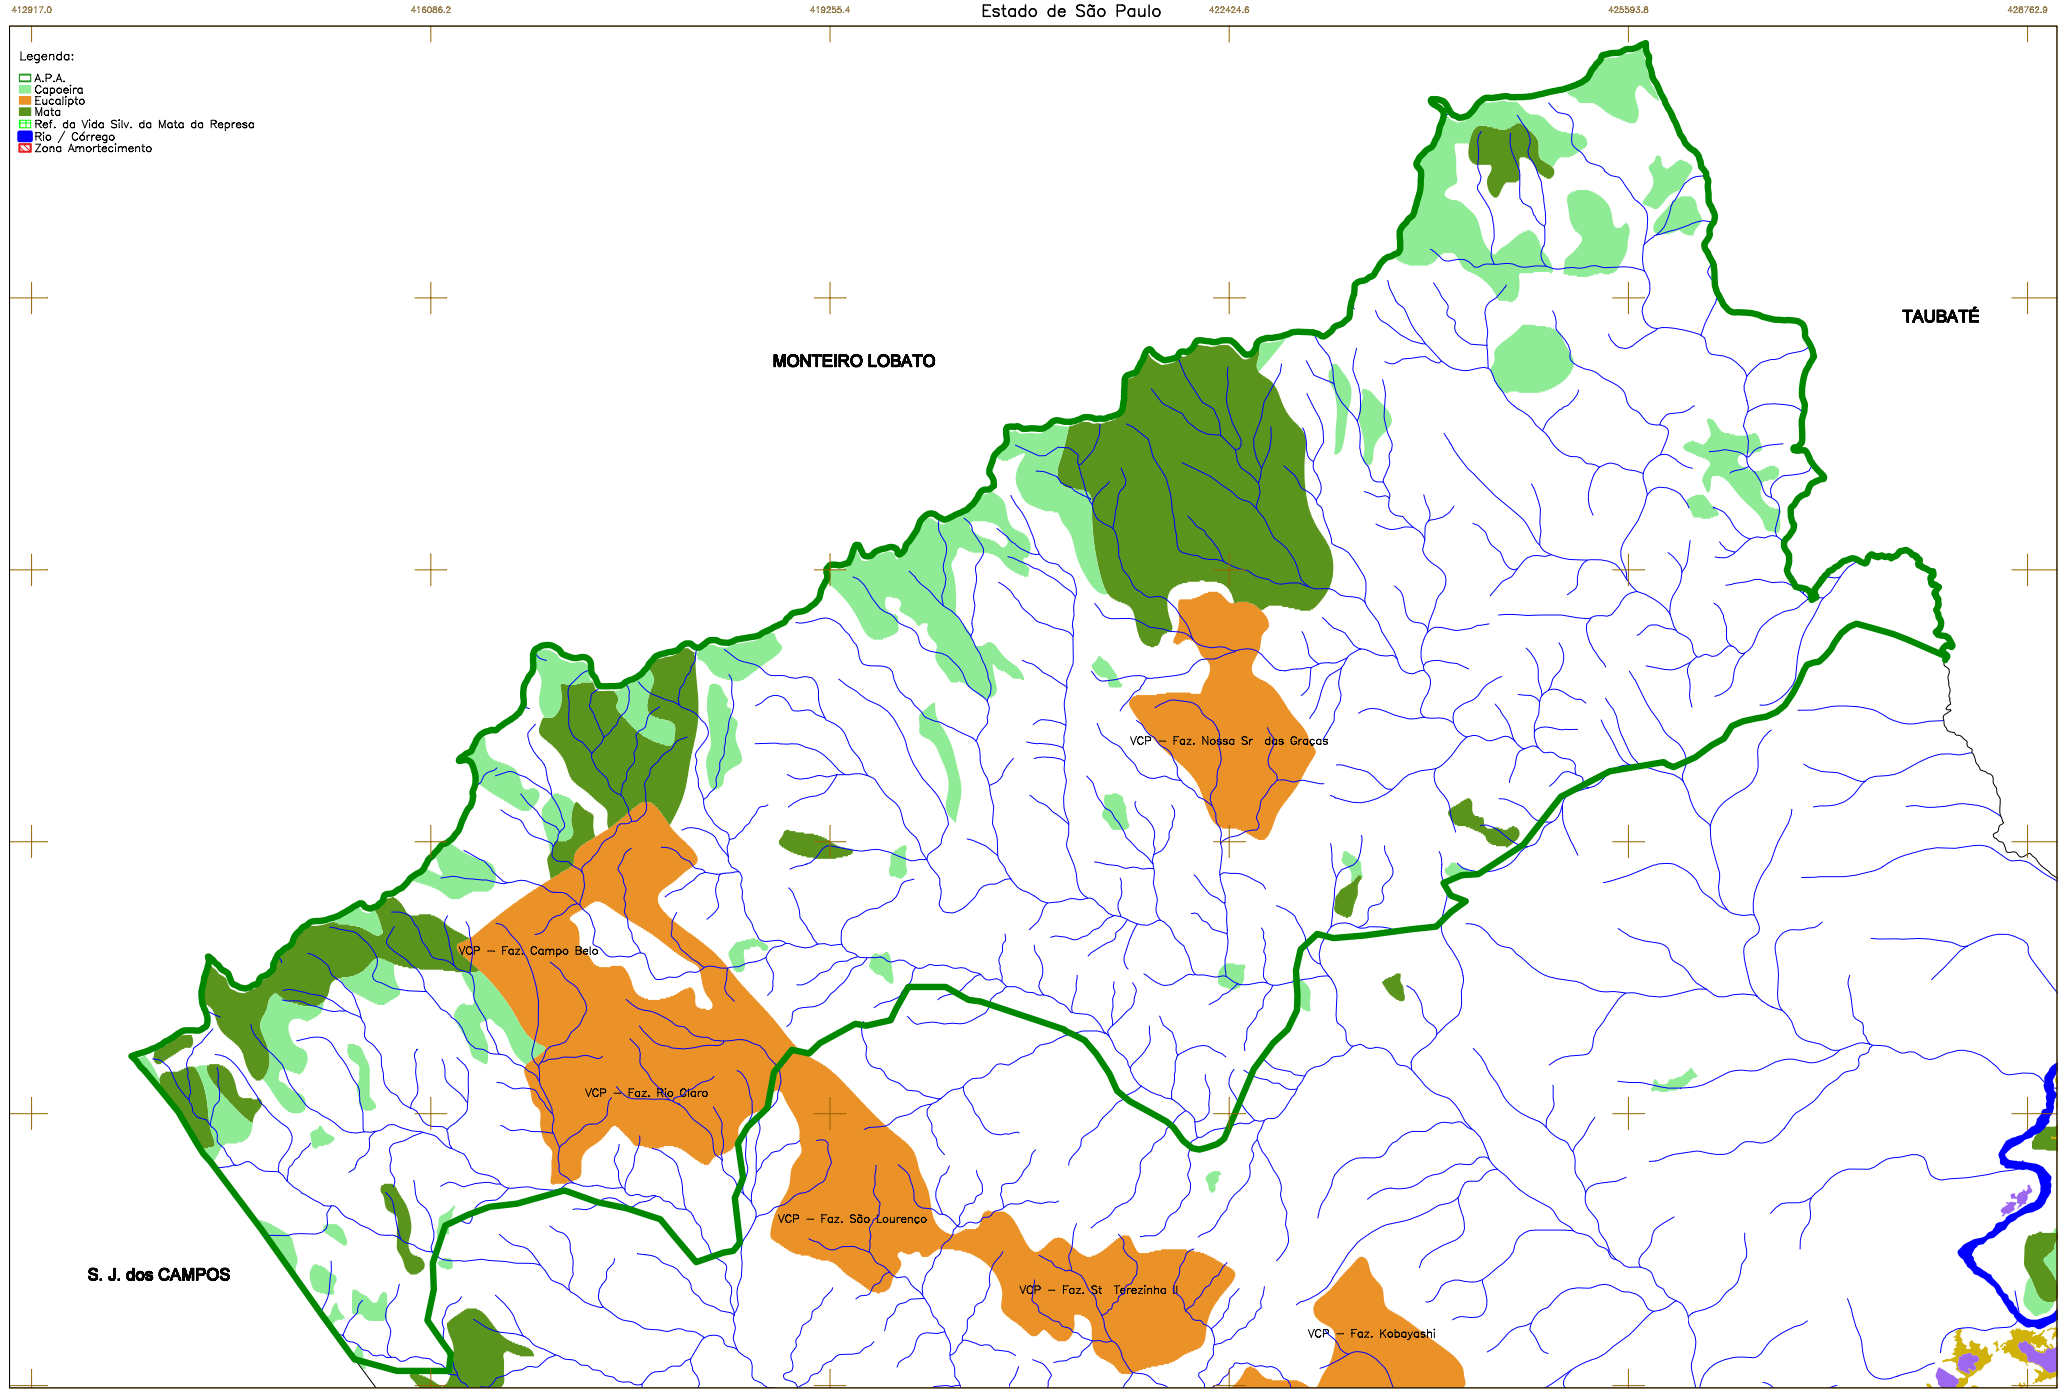 412917.0 416086.2 419255.4 Estado de São Paulo 422424.6 425593.8 428762.9
Legenda:
A.P.A.
Capoeira
Eucalipto
Mata
Ref. da Vida Silv. da Mata da Represa
Rio / Córrego
Zona Amortecimento
TAUBATÉ
MONTEIRO LOBATO
VCP – Faz. Nossa Sr das Graças
VCP – Faz. Campo Belo
VCP – Faz. Rio Claro
VCP – Faz. São Lourenço
S. J. dos CAMPOS
VCP – Faz. St Terezinha II
VCP – Faz. Kobayashi